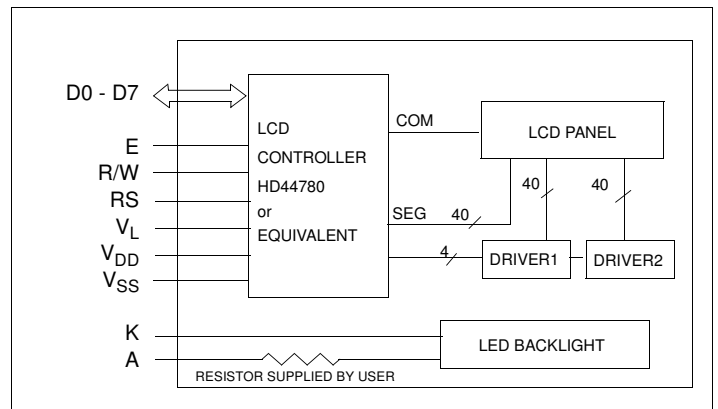 D0 - D7
E
R/W
RS
VL
VDD
VSS
K
A
LCD
CONTROLLER
HD44780
or
EQUIVALENT
COM
SEG 40
4
LCD PANEL
40
40
DRIVER1
DRIVER2
LED BACKLIGHT
RESISTOR SUPPLIED BY USER